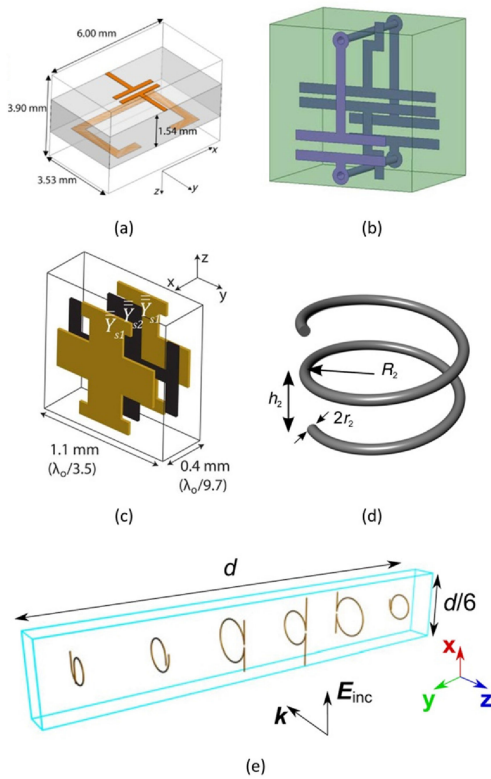 6.00 mm
3.90 mm
1.54 mm
3.53 mm
x
y
z
(a)
(b)
z
x
y
Y̿s1 Y̿s2 Y̿s1
1.1 mm
(λo/3.5)
0.4 mm
(λo/9.7)
(c)
R2
h2
2r2
(d)
d
d/6
Einc
k
x
y
z
(e)